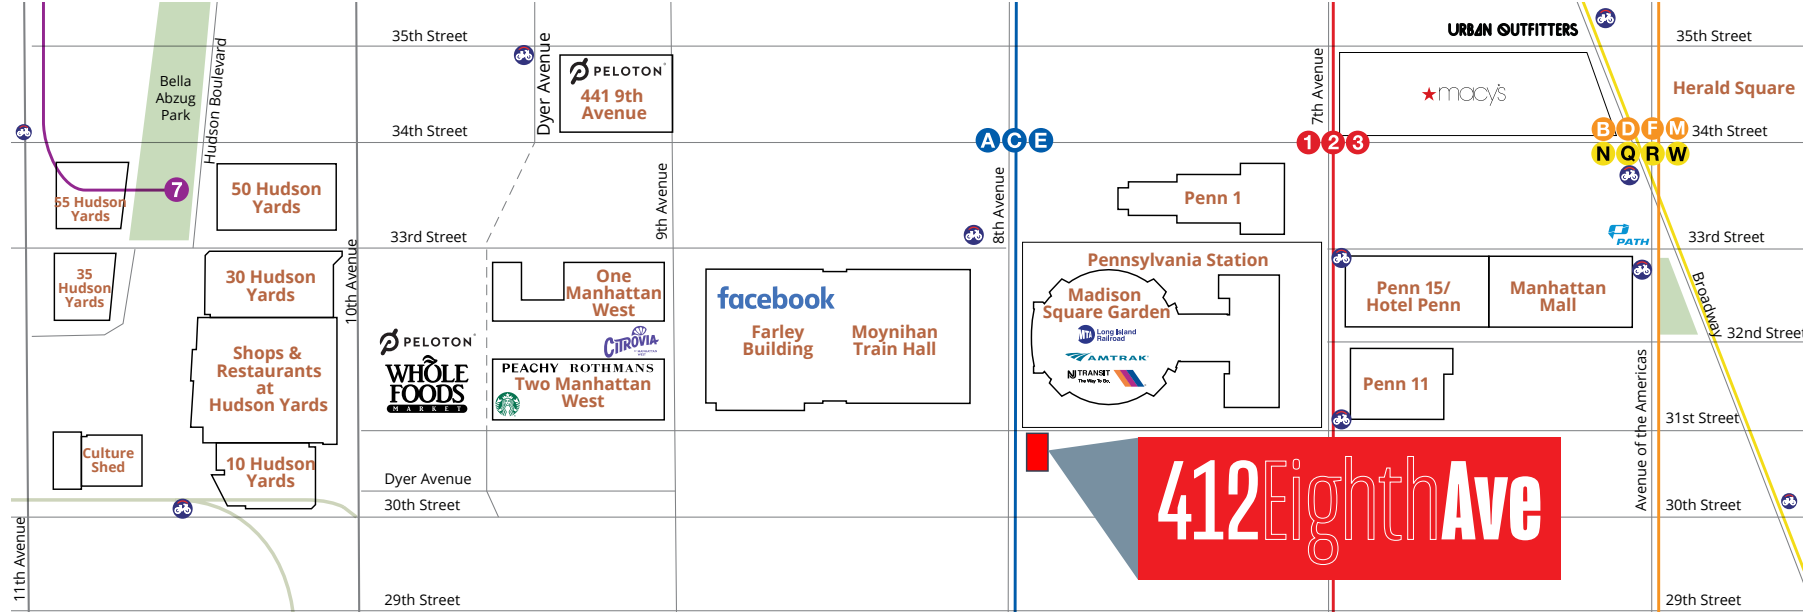 35th Street
URBAN OUTFITTERS
35th Street
Bella
Abzug
Park
Hudson Boulevard
Dyer Avenue
PELOTON
441 9th
Avenue
7th Avenue
★macy's
Herald Square
34th Street
A C E
1 2 3
B D F M
34th Street
N Q R W
55 Hudson
Yards
7
50 Hudson
Yards
9th Avenue
8th Avenue
Penn 1
33rd Street
PATH
33rd Street
10th Avenue
35
Hudson
Yards
30 Hudson
Yards
One
Manhattan
West
facebook
Farley
Building
Moynihan
Train Hall
Pennsylvania Station
Madison
Square Garden
MTA
Long Island
Railroad
AMTRAK
NJ TRANSIT
The Way To Go.
Penn 15/
Hotel Penn
Manhattan
Mall
Broadway
32nd Street
Shops &
Restaurants
at
Hudson Yards
PELOTON
WHOLE
FOODS
MARKET
CITROVIA
PEACHY ROTHMANS
Two Manhattan
West
Penn 11
Avenue of the Americas
31st Street
Culture
Shed
10 Hudson
Yards
Dyer Avenue
30th Street
412EighthAve
30th Street
11th Avenue
29th Street
29th Street